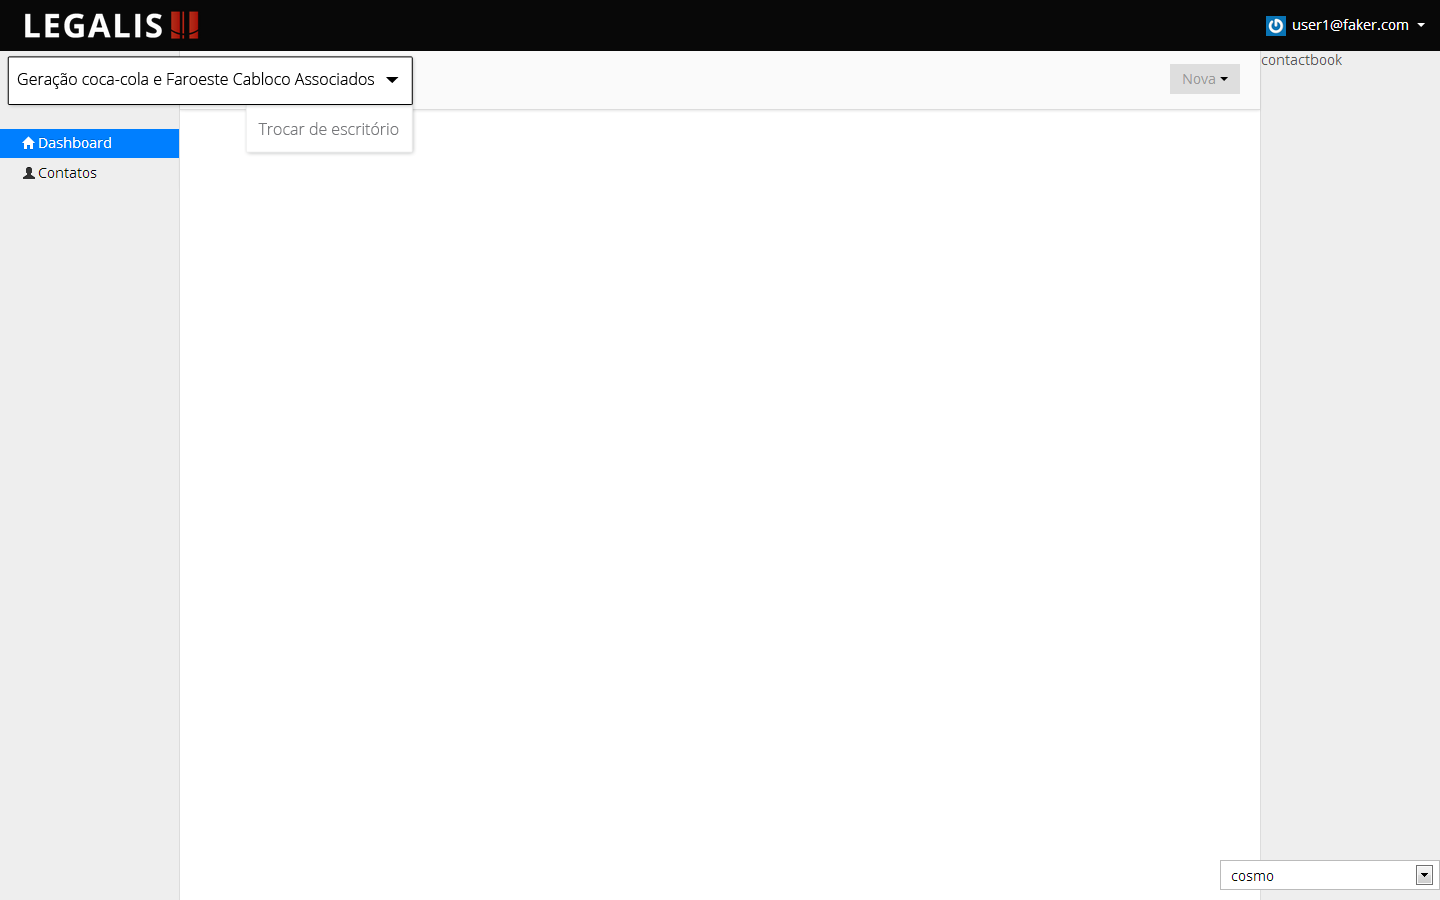 LEGALIS
user1@faker.com
Geração coca-cola e Faroeste Cabloco Associados
Nova
contactbook
Trocar de escritório
Dashboard
Contatos
cosmo